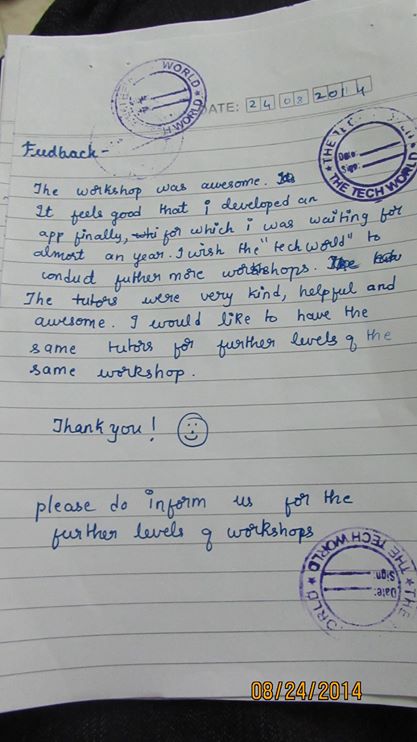 DATE: 24 08 2014
THE TECH WORLD
Date:
Sign:
Feedback -
The workshop was awesome.
It feels good that i developed an
app finally, for which i was waiting for
almost an year. I wish the "tech world" to
conduct futher more workshops.
The tutors were very kind, helpful and
awesome. I would like to have the
same tutors for further levels of the
same workshop.
Thank you!
please do inform us for the
further levels of workshops
THE TECH WORLD
Date:
Sign:
08/24/2014